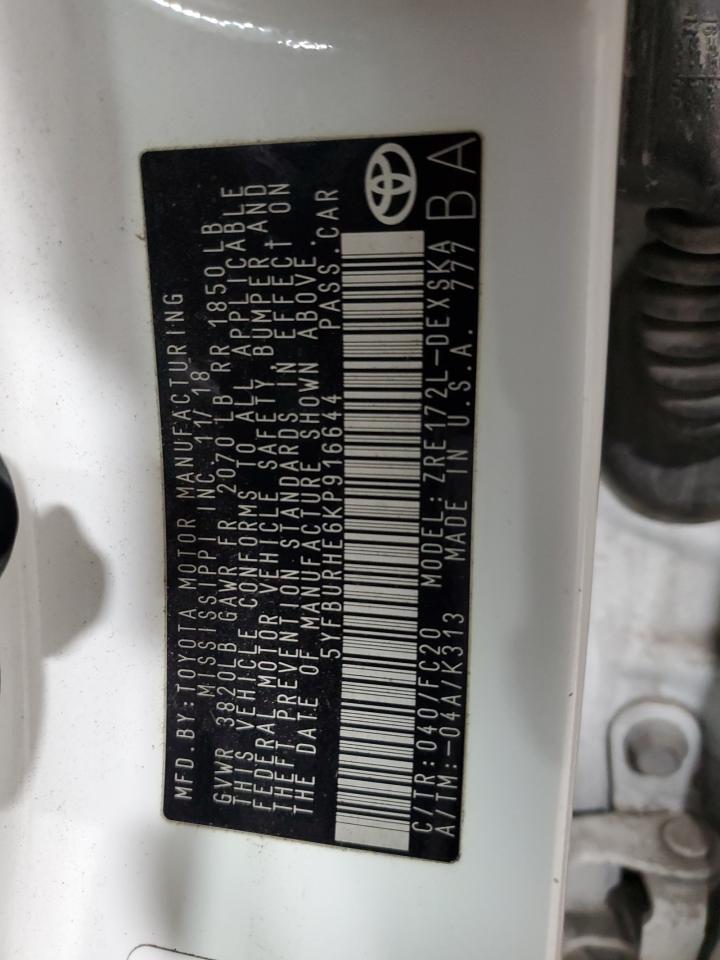 MFD.BY:TOYOTA MOTOR MANUFACTURING
MISSISSIPPI INC.11/18
GVWR 3820LB GAWR FR 2070 LB RR 1850 LB
THIS VEHICLE CONFORMS TO ALL APPLICABLE
FEDERAL MOTOR VEHICLE SAFETY, BUMPER AND
THEFT PREVENTION STANDARDS IN EFFECT ON
THE DATE OF MANUFACTURE SHOWN ABOVE.
5YFBURHE6KP916644 PASS.CAR
C/TR:040/FC20 MODEL:ZRE172L-DEXSKA
A/TM:-04A/K313 MADE IN U.S.A. 777 BA